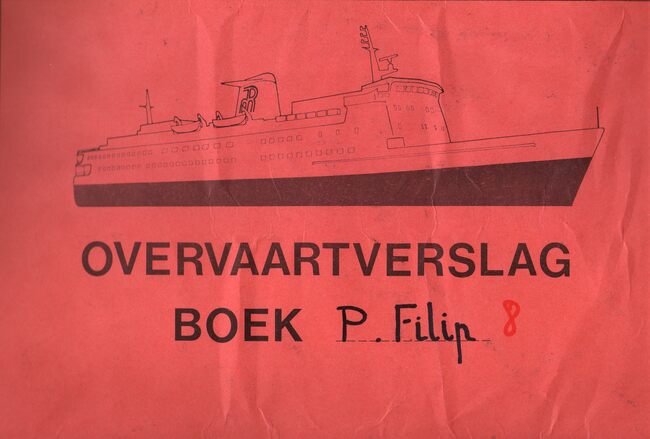 OVERVAARTVERSLAG
BOEK P. Filip 8